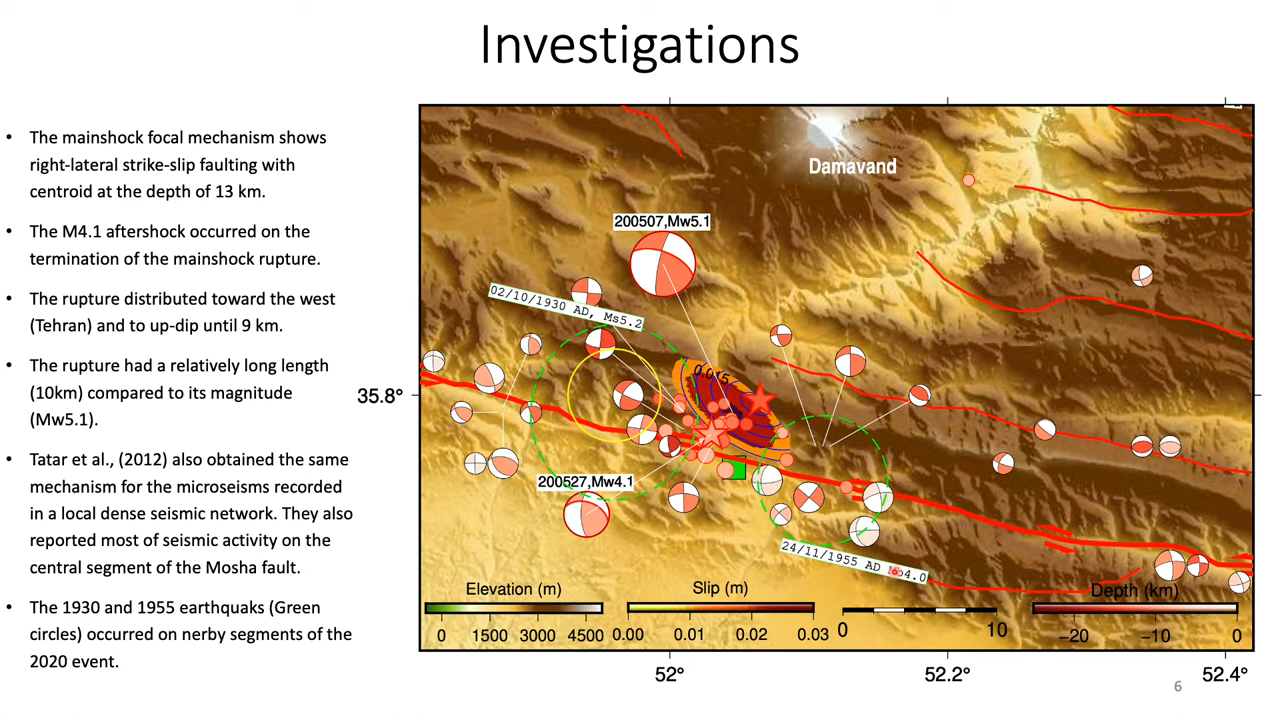 Investigations
• The mainshock focal mechanism shows
right-lateral strike-slip faulting with
centroid at the depth of 13 km.
• The M4.1 aftershock occurred on the
termination of the mainshock rupture.
• The rupture distributed toward the west
(Tehran) and to up-dip until 9 km.
• The rupture had a relatively long length
(10km) compared to its magnitude
(Mw5.1).
• Tatar et al., (2012) also obtained the same
mechanism for the microseisms recorded
in a local dense seismic network. They also
reported most of seismic activity on the
central segment of the Mosha fault.
• The 1930 and 1955 earthquaks (Green
circles) occurred on nerby segments of the
2020 event.
Damavand
200507,Mw5.1
02/10/1930 AD, Ms5.2
0.015
35.8°
200527,Mw4.1
24/11/1955 AD Mb4.0
Elevation (m)
0 1500 3000 4500
Slip (m)
0.00 0.01 0.02 0.03
0 10
Depth (km)
−20 −10 0
52° 52.2° 52.4°
6